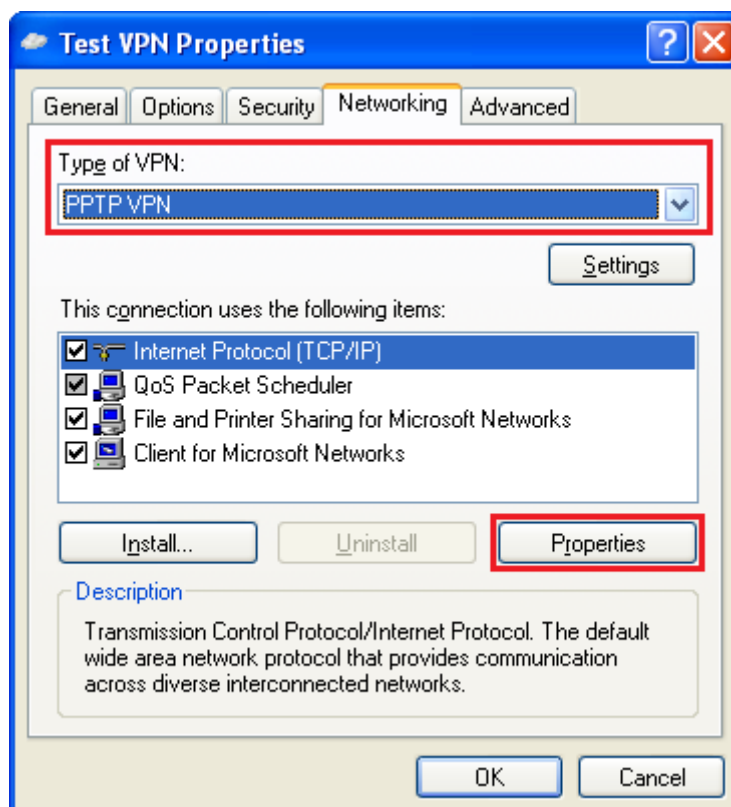 Test VPN Properties
?
X
General Options Security Networking Advanced
Type of VPN:
PPTP VPN
Settings
This connection uses the following items:
Internet Protocol (TCP/IP)
QoS Packet Scheduler
File and Printer Sharing for Microsoft Networks
Client for Microsoft Networks
Install... Uninstall Properties
Description
Transmission Control Protocol/Internet Protocol. The default
wide area network protocol that provides communication
across diverse interconnected networks.
OK Cancel